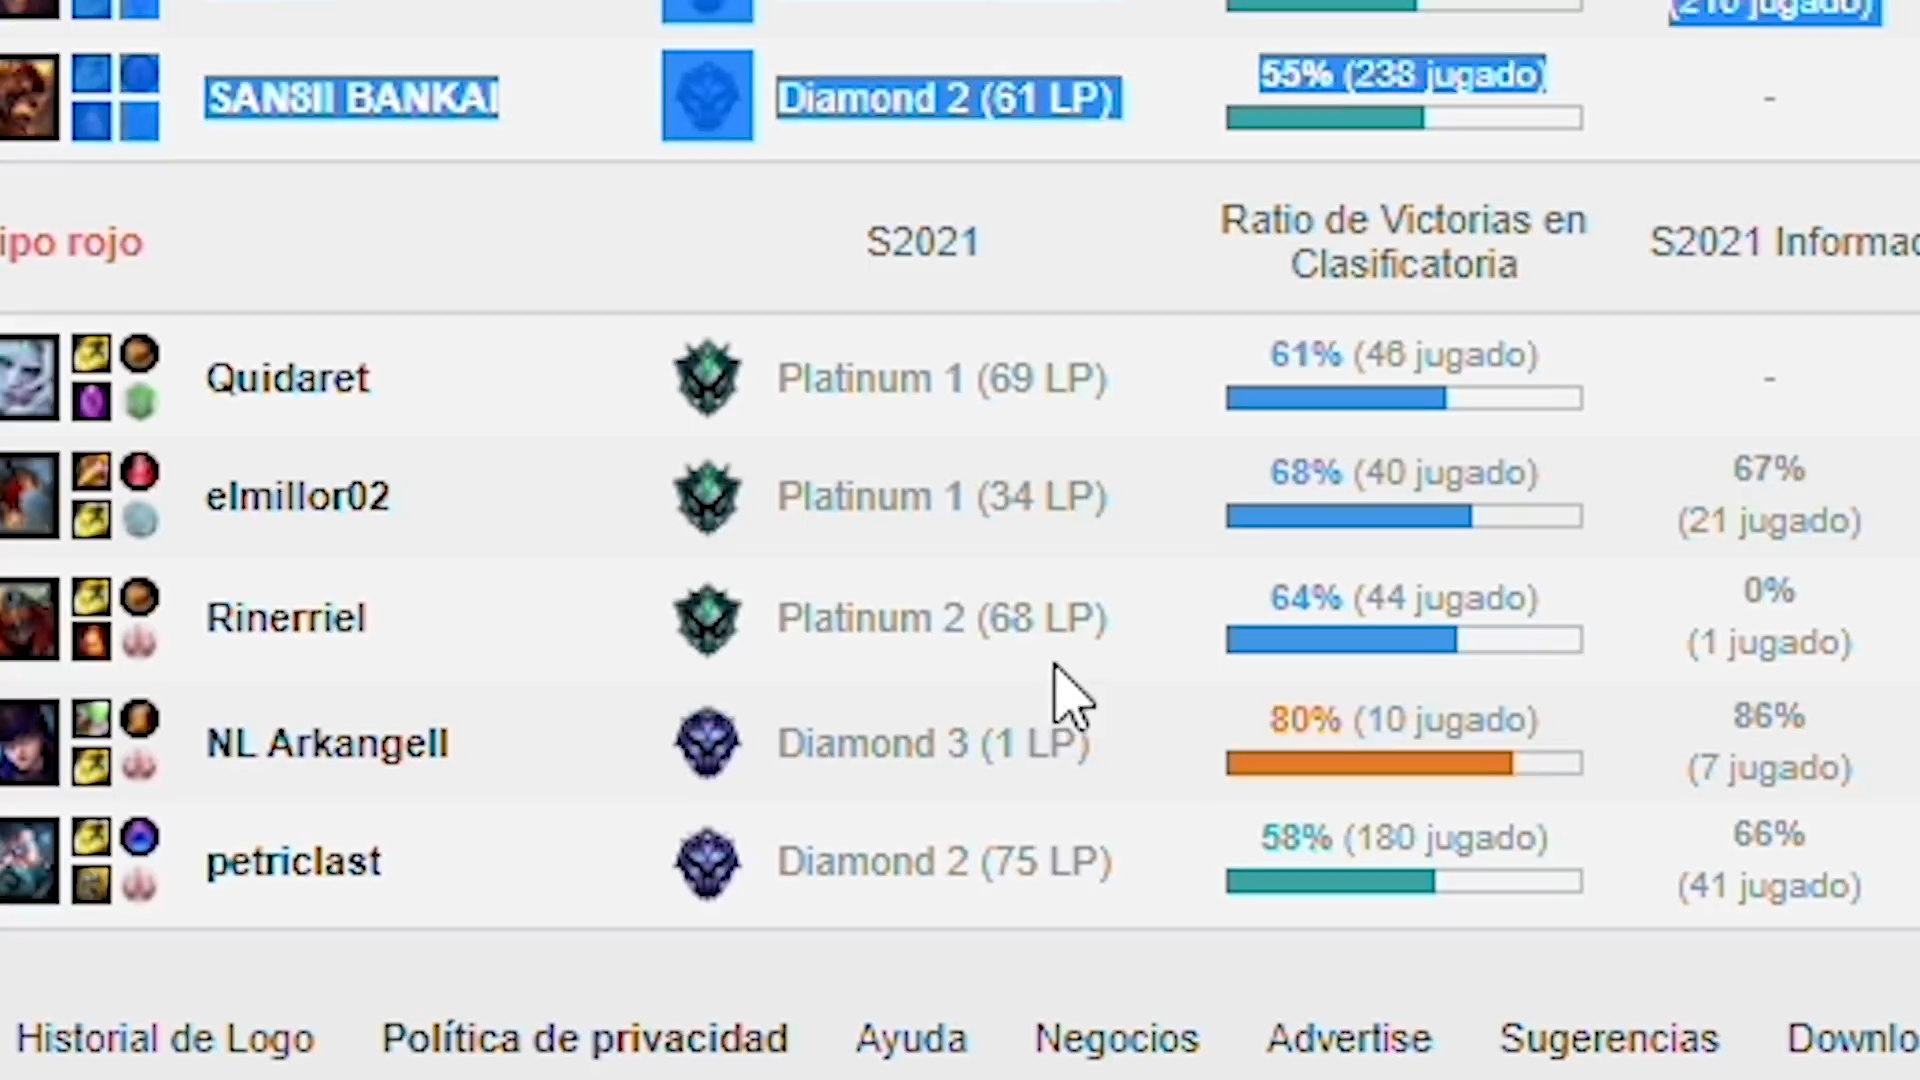 (210 jugado)
SAN8II BANKAI Diamond 2 (61 LP) 55% (238 jugado) -
ipo rojo S2021 Ratio de Victorias en Clasificatoria S2021 Informac
Quidaret Platinum 1 (69 LP) 61% (46 jugado) -
elmillor02 Platinum 1 (34 LP) 68% (40 jugado) 67% (21 jugado)
Rinerriel Platinum 2 (68 LP) 64% (44 jugado) 0% (1 jugado)
NL Arkangell Diamond 3 (1 LP) 80% (10 jugado) 86% (7 jugado)
petriclast Diamond 2 (75 LP) 58% (180 jugado) 66% (41 jugado)
Historial de Logo Política de privacidad Ayuda Negocios Advertise Sugerencias Downlo